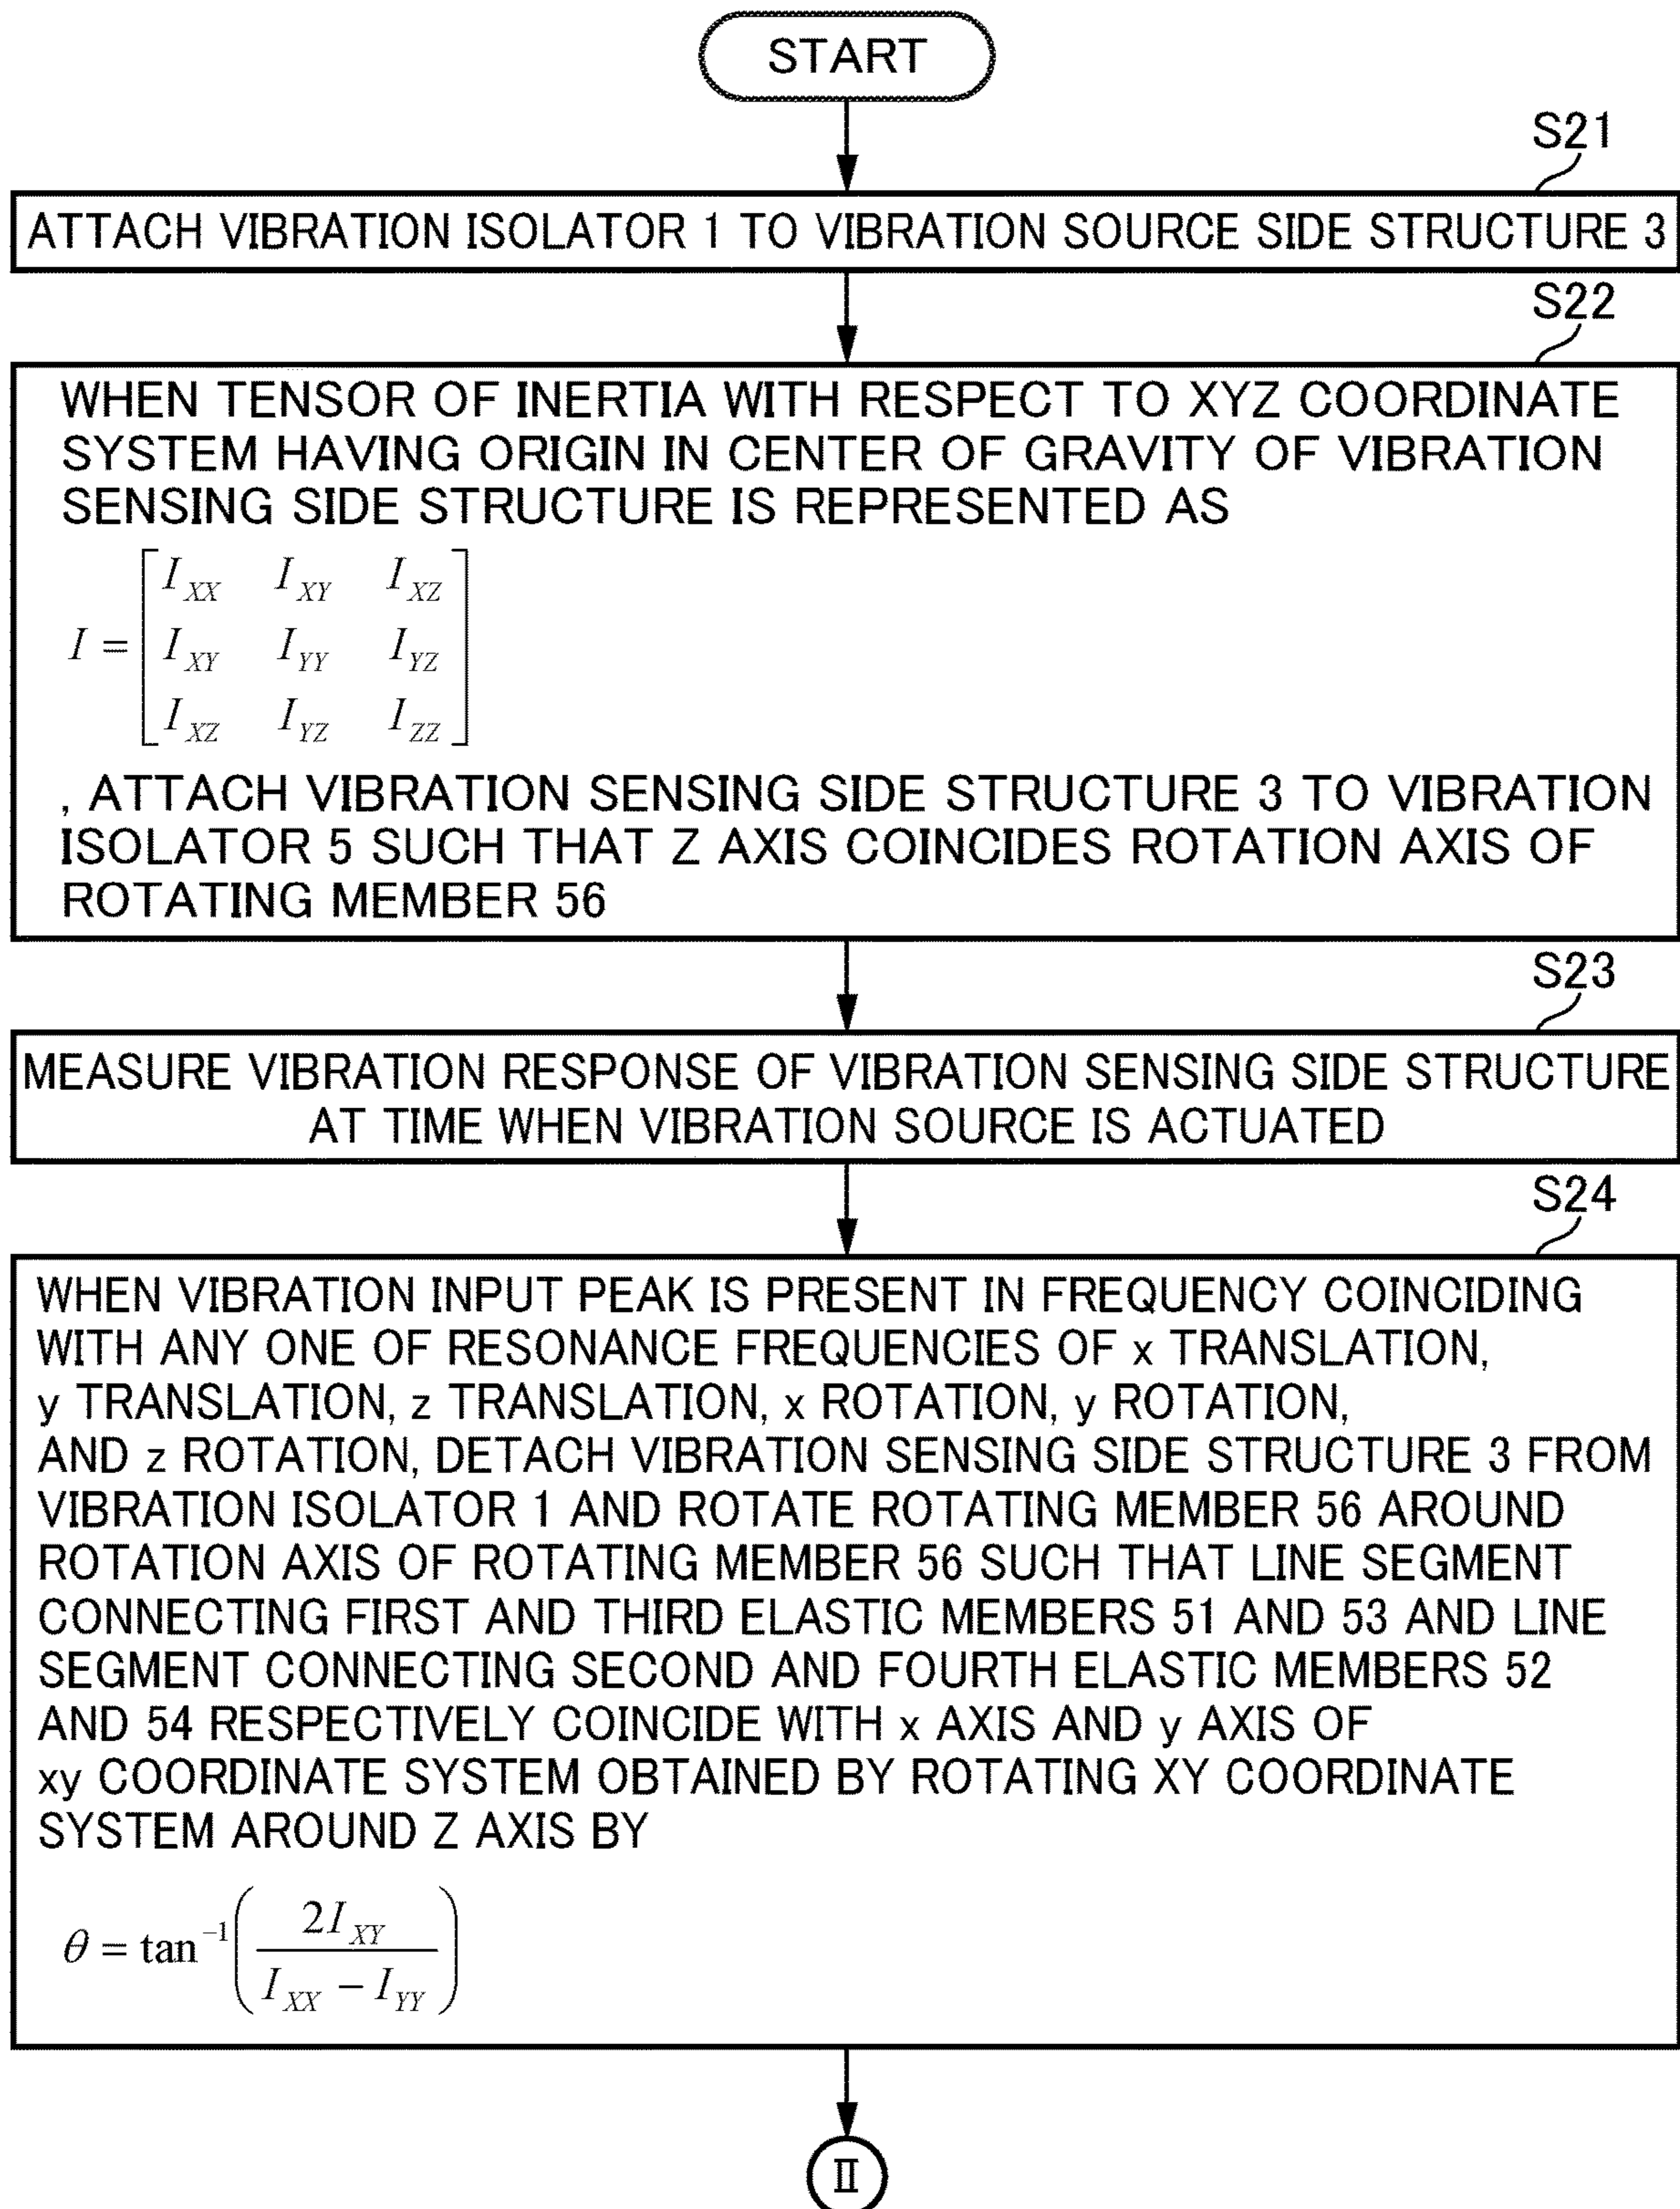 START
S21
ATTACH VIBRATION ISOLATOR 1 TO VIBRATION SOURCE SIDE STRUCTURE 3
S22
WHEN TENSOR OF INERTIA WITH RESPECT TO XYZ COORDINATE
SYSTEM HAVING ORIGIN IN CENTER OF GRAVITY OF VIBRATION
SENSING SIDE STRUCTURE IS REPRESENTED AS
I = [ I_XX I_XY I_XZ
I_XY I_YY I_YZ
I_XZ I_YZ I_ZZ ]
, ATTACH VIBRATION SENSING SIDE STRUCTURE 3 TO VIBRATION
ISOLATOR 5 SUCH THAT Z AXIS COINCIDES ROTATION AXIS OF
ROTATING MEMBER 56
S23
MEASURE VIBRATION RESPONSE OF VIBRATION SENSING SIDE STRUCTURE
AT TIME WHEN VIBRATION SOURCE IS ACTUATED
S24
WHEN VIBRATION INPUT PEAK IS PRESENT IN FREQUENCY COINCIDING
WITH ANY ONE OF RESONANCE FREQUENCIES OF x TRANSLATION,
y TRANSLATION, z TRANSLATION, x ROTATION, y ROTATION,
AND z ROTATION, DETACH VIBRATION SENSING SIDE STRUCTURE 3 FROM
VIBRATION ISOLATOR 1 AND ROTATE ROTATING MEMBER 56 AROUND
ROTATION AXIS OF ROTATING MEMBER 56 SUCH THAT LINE SEGMENT
CONNECTING FIRST AND THIRD ELASTIC MEMBERS 51 AND 53 AND LINE
SEGMENT CONNECTING SECOND AND FOURTH ELASTIC MEMBERS 52
AND 54 RESPECTIVELY COINCIDE WITH x AXIS AND y AXIS OF
xy COORDINATE SYSTEM OBTAINED BY ROTATING XY COORDINATE
SYSTEM AROUND Z AXIS BY
θ = tan⁻¹( 2I_XY / (I_XX − I_YY) )
Ⅱ